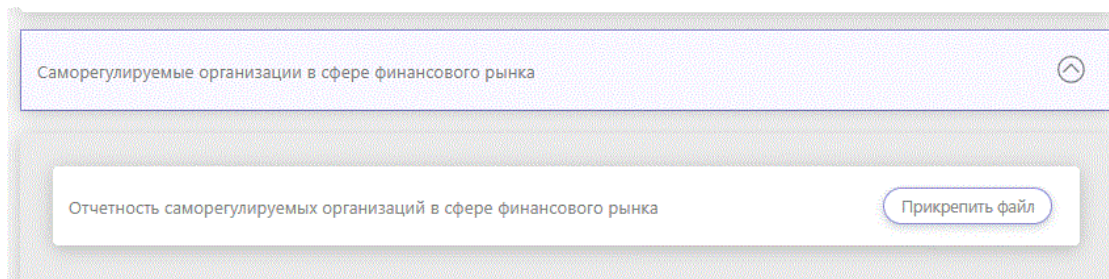 Саморегулируемые организации в сфере финансового рынка
Отчетность саморегулируемых организаций в сфере финансового рынка
Прикрепить файл